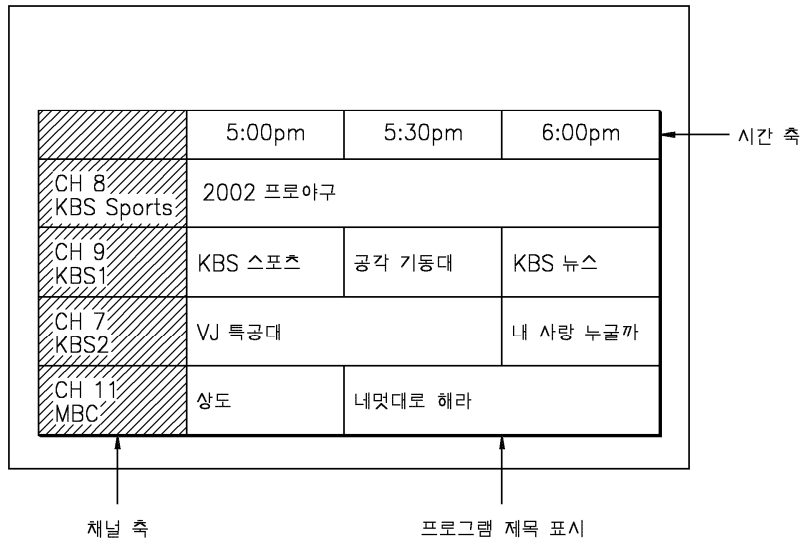 5:00pm 5:30pm 6:00pm
시간 축
CH 8
KBS Sports
2002 프로야구
CH 9
KBS1
KBS 스포츠
공각 기동대
KBS 뉴스
CH 7
KBS2
VJ 특공대
내 사랑 누굴까
CH 11
MBC
상도
네멋대로 해라
채널 축
프로그램 제목 표시